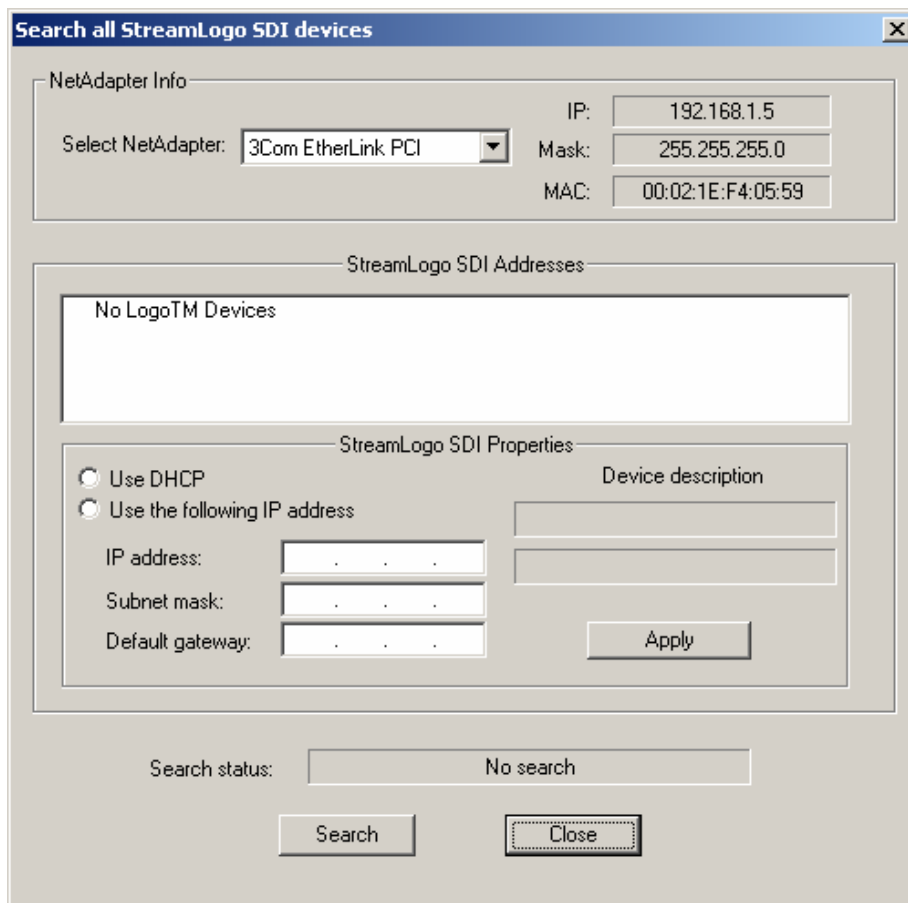 Search all StreamLogo SDI devices
NetAdapter Info
Select NetAdapter: 3Com EtherLink PCI
IP: 192.168.1.5
Mask: 255.255.255.0
MAC: 00:02:1E:F4:05:59
StreamLogo SDI Addresses
No LogoTM Devices
StreamLogo SDI Properties
Use DHCP
Use the following IP address
IP address: . . .
Subnet mask: . . .
Default gateway: . . .
Device description
Apply
Search status: No search
Search Close